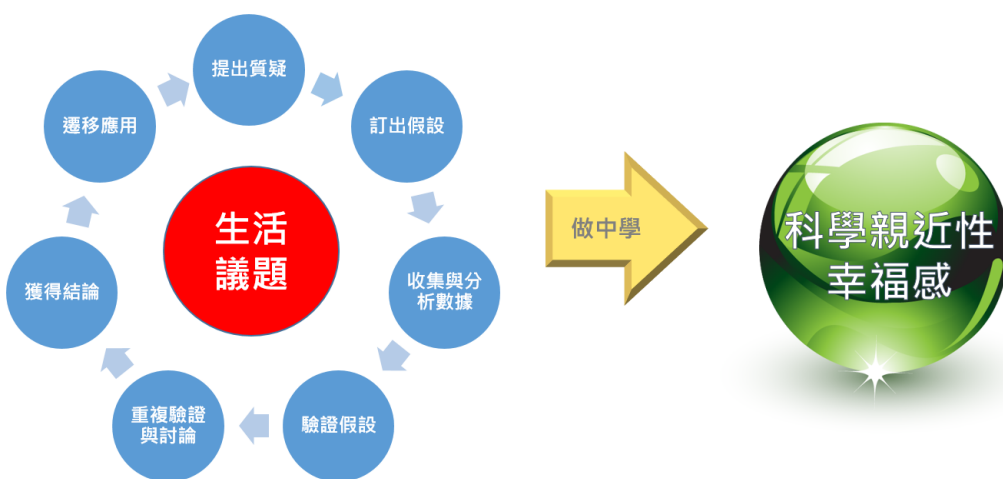 提出質疑
訂出假設
收集與分
析數據
驗證假設
重複驗證
與討論
獲得結論
遷移應用
生活
議題
做中學
科學親近性
幸福感